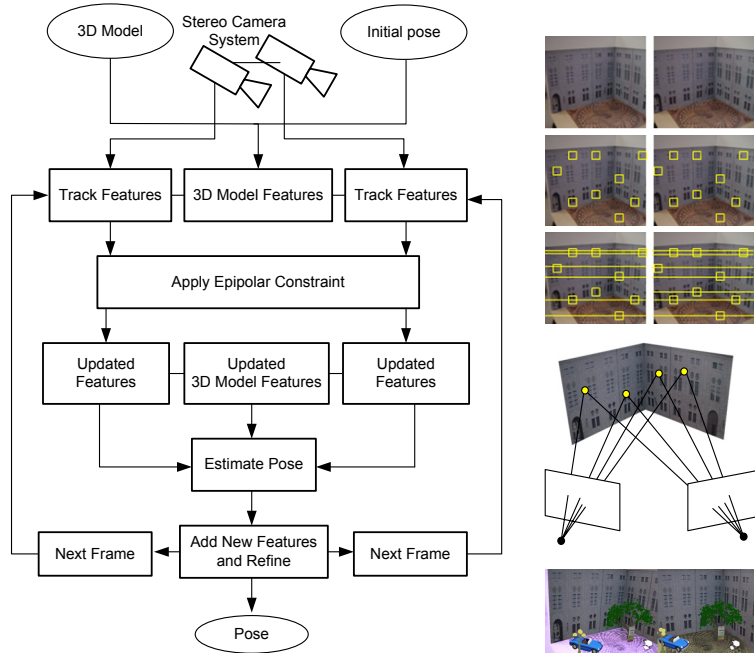 3D Model
Stereo Camera
System
Initial pose
Track Features
3D Model Features
Track Features
Apply Epipolar Constraint
Updated
Features
Updated
3D Model Features
Updated
Features
Estimate Pose
Next Frame
Add New Features
and Refine
Next Frame
Pose